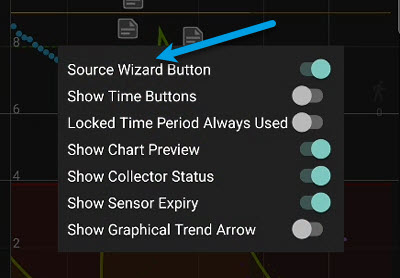 8
Source Wizard Button
Show Time Buttons
6
Locked Time Period Always Used
0
Show Chart Preview
4
Show Collector Status
Show Sensor Expiry
2
Show Graphical Trend Arrow